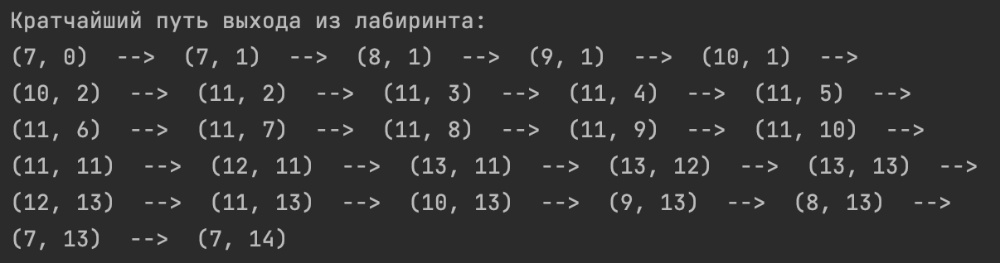 Кратчайший путь выхода из лабиринта:
(7, 0)  -->  (7, 1)  -->  (8, 1)  -->  (9, 1)  -->  (10, 1)  -->
(10, 2)  -->  (11, 2)  -->  (11, 3)  -->  (11, 4)  -->  (11, 5)  -->
(11, 6)  -->  (11, 7)  -->  (11, 8)  -->  (11, 9)  -->  (11, 10)  -->
(11, 11)  -->  (12, 11)  -->  (13, 11)  -->  (13, 12)  -->  (13, 13)  -->
(12, 13)  -->  (11, 13)  -->  (10, 13)  -->  (9, 13)  -->  (8, 13)  -->
(7, 13)  -->  (7, 14)